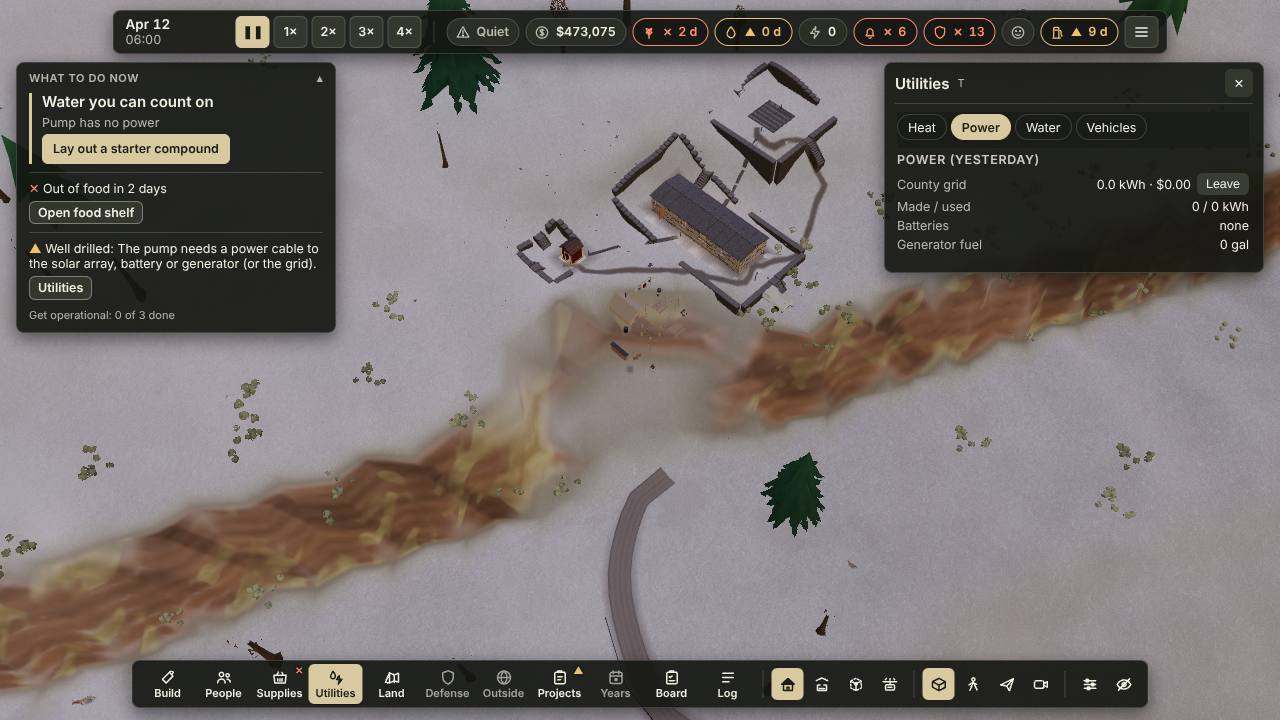 Apr 12
06:00
1×
2×
3×
4×
Quiet
$473,075
× 2 d
0 d
0
× 6
× 13
9 d
WHAT TO DO NOW
Water you can count on
Pump has no power
Lay out a starter compound
× Out of food in 2 days
Open food shelf
Well drilled: The pump needs a power cable to
the solar array, battery or generator (or the grid).
Utilities
Get operational: 0 of 3 done
Utilities T
×
Heat
Power
Water
Vehicles
POWER (YESTERDAY)
County grid 0.0 kWh · $0.00 Leave
Made / used 0 / 0 kWh
Batteries none
Generator fuel 0 gal
Build
People
Supplies
Utilities
Land
Defense
Outside
Projects
Years
Board
Log